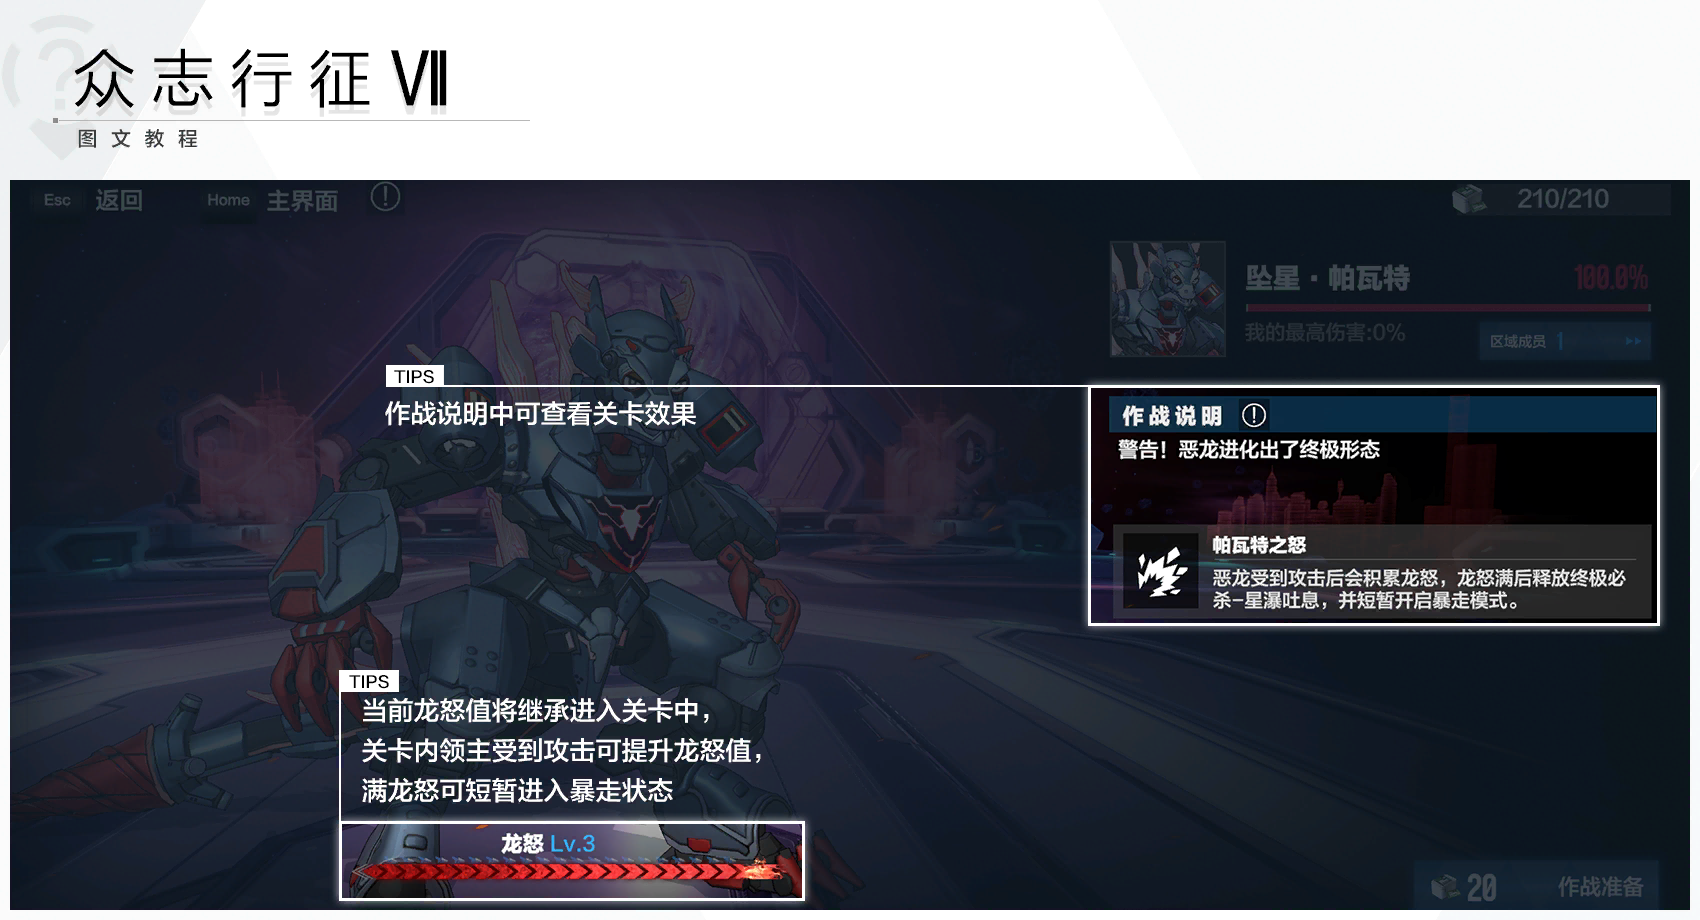 众志行征 Ⅶ
图文教程
Esc 返回 Home 主界面
210/210
坠星·帕瓦特 100.0%
我的最高伤害:0%
区域成员 1
TIPS
作战说明中可查看关卡效果
作战说明
警告！恶龙进化出了终极形态
帕瓦特之怒
恶龙受到攻击后会积累龙怒，龙怒满后释放终极必
杀-星瀑吐息，并短暂开启暴走模式。
TIPS
当前龙怒值将继承进入关卡中，
关卡内领主受到攻击可提升龙怒值，
满龙怒可短暂进入暴走状态
龙怒 Lv.3
20 作战准备